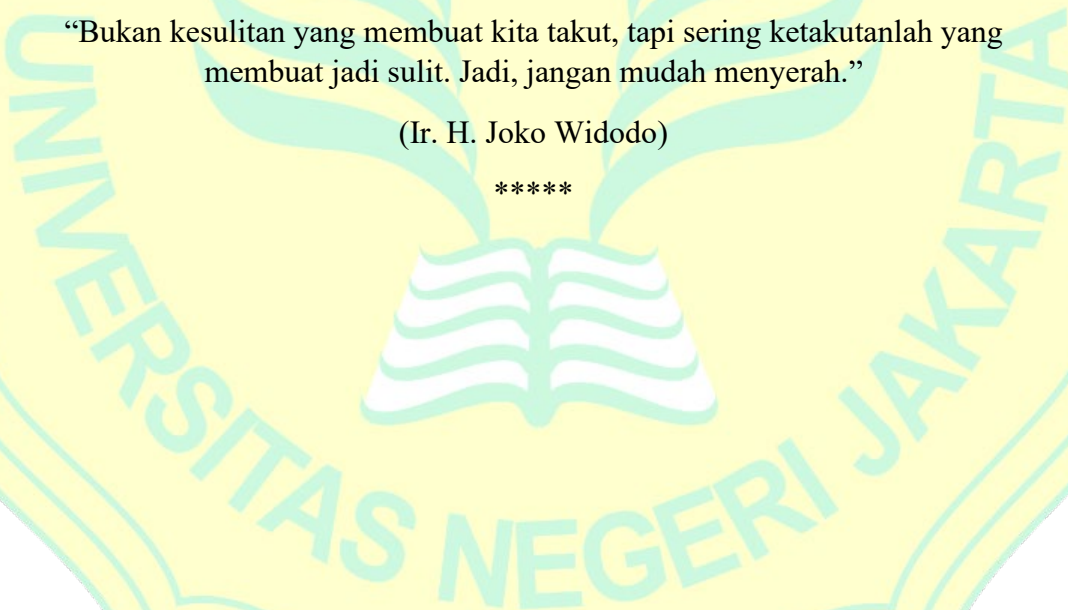 “Bukan kesulitan yang membuat kita takut, tapi sering ketakutanlah yang
membuat jadi sulit. Jadi, jangan mudah menyerah.”
(Ir. H. Joko Widodo)
*****
UNIVERSITAS NEGERI JAKARTA